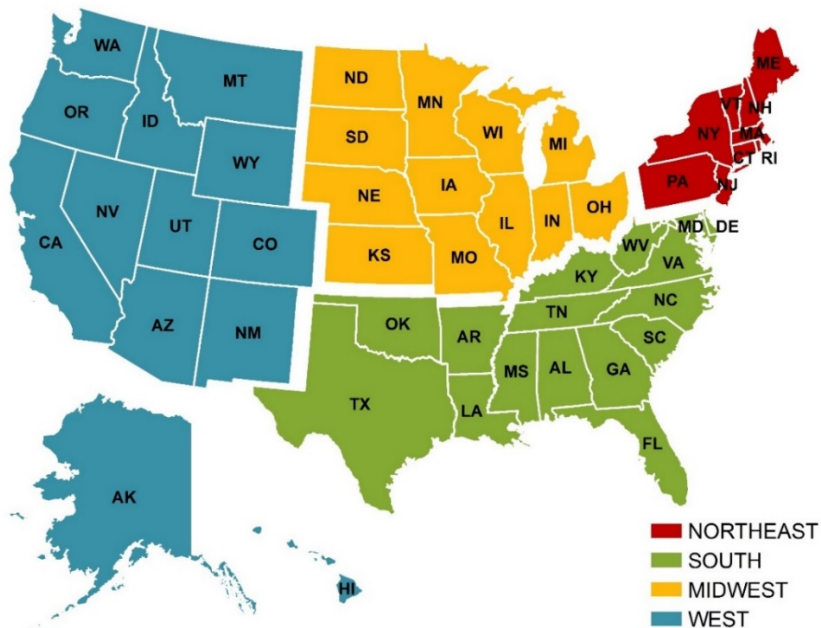 WA
MT
ND
MN
ME
OR
ID
SD
WI
MI
VT
NH
NY
MA
WY
CT
RI
NE
IA
PA
NJ
NV
UT
CO
IL
IN
OH
CA
KS
MO
WV
MD
DE
KY
VA
AZ
NM
OK
AR
TN
NC
SC
TX
LA
MS
AL
GA
FL
AK
HI
NORTHEAST
SOUTH
MIDWEST
WEST